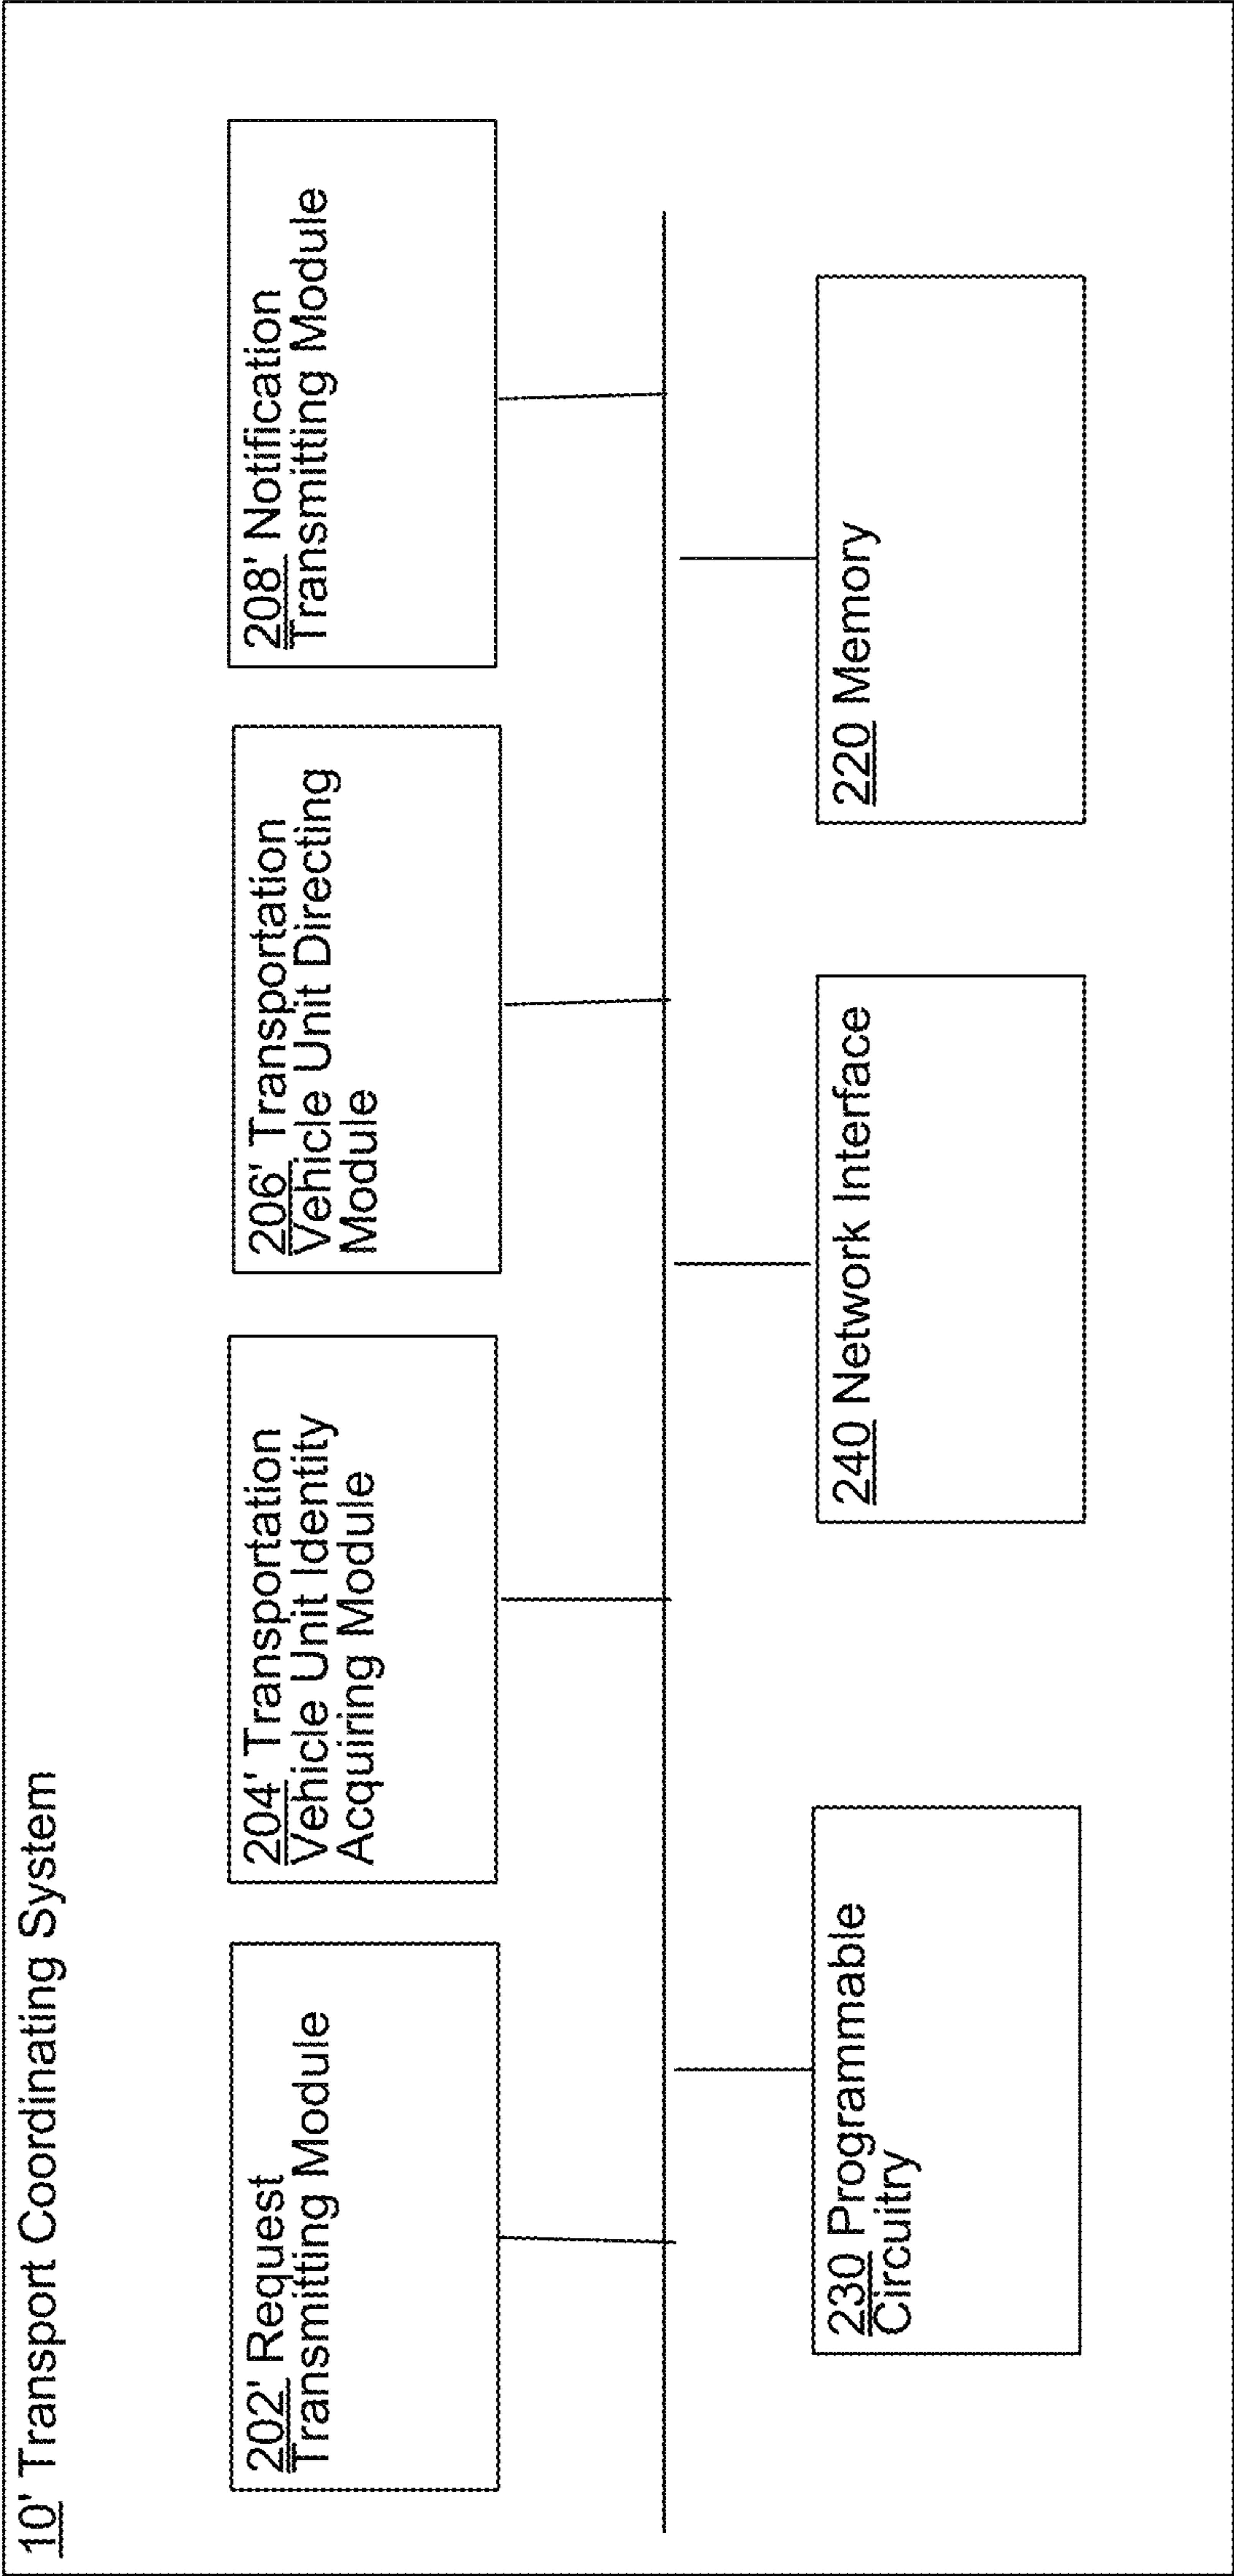 10' Transport Coordinating System
202' Request
Transmitting Module
204' Transportation
Vehicle Unit Identity
Acquiring Module
206' Transportation
Vehicle Unit Directing
Module
208' Notification
Transmitting Module
230 Programmable
Circuitry
240 Network Interface
220 Memory